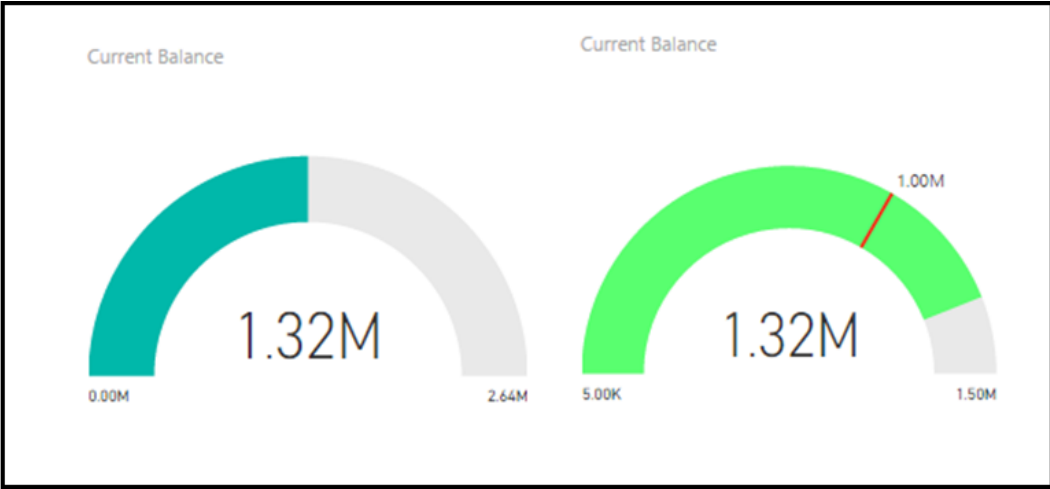 Current Balance
1.32M
0.00M
2.64M
Current Balance
1.00M
1.32M
5.00K
1.50M